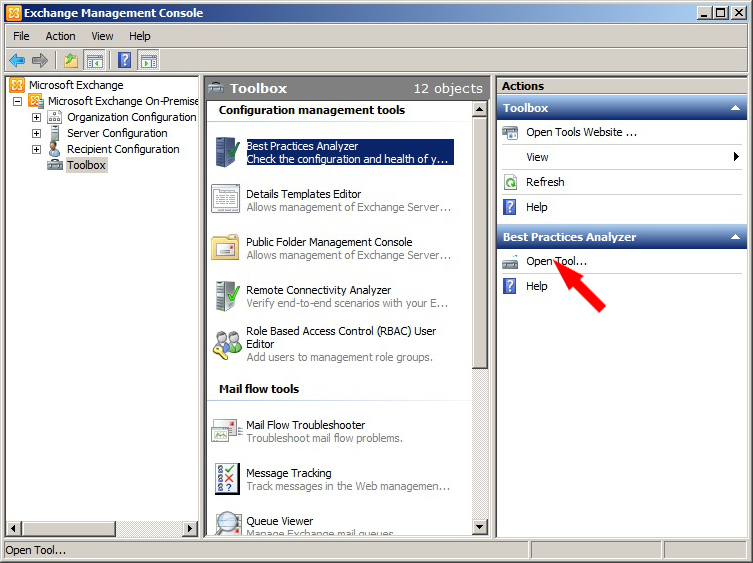 Exchange Management Console
File Action View Help
Microsoft Exchange
Microsoft Exchange On-Premise
Organization Configuration
Server Configuration
Recipient Configuration
Toolbox
Toolbox 12 objects
Configuration management tools
Best Practices Analyzer
Check the configuration and health of y...
Details Templates Editor
Allows management of Exchange Server...
Public Folder Management Console
Allows management of Exchange Server...
Remote Connectivity Analyzer
Verify end-to-end scenarios with your E...
Role Based Access Control (RBAC) User
Editor
Add users to management role groups.
Mail flow tools
Mail Flow Troubleshooter
Troubleshoot mail flow problems.
Message Tracking
Track messages in the Web managemen...
Queue Viewer
Manage Exchange mail queues.
Actions
Toolbox
Open Tools Website ...
View
Refresh
Help
Best Practices Analyzer
Open Tool...
Help
Open Tool...